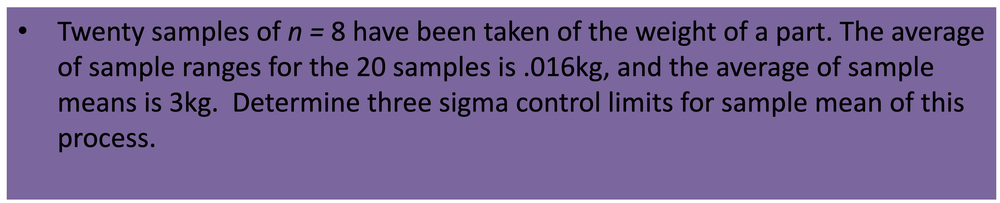 • Twenty samples of n = 8 have been taken of the weight of a part. The average
of sample ranges for the 20 samples is .016kg, and the average of sample
means is 3kg.  Determine three sigma control limits for sample mean of this
process.